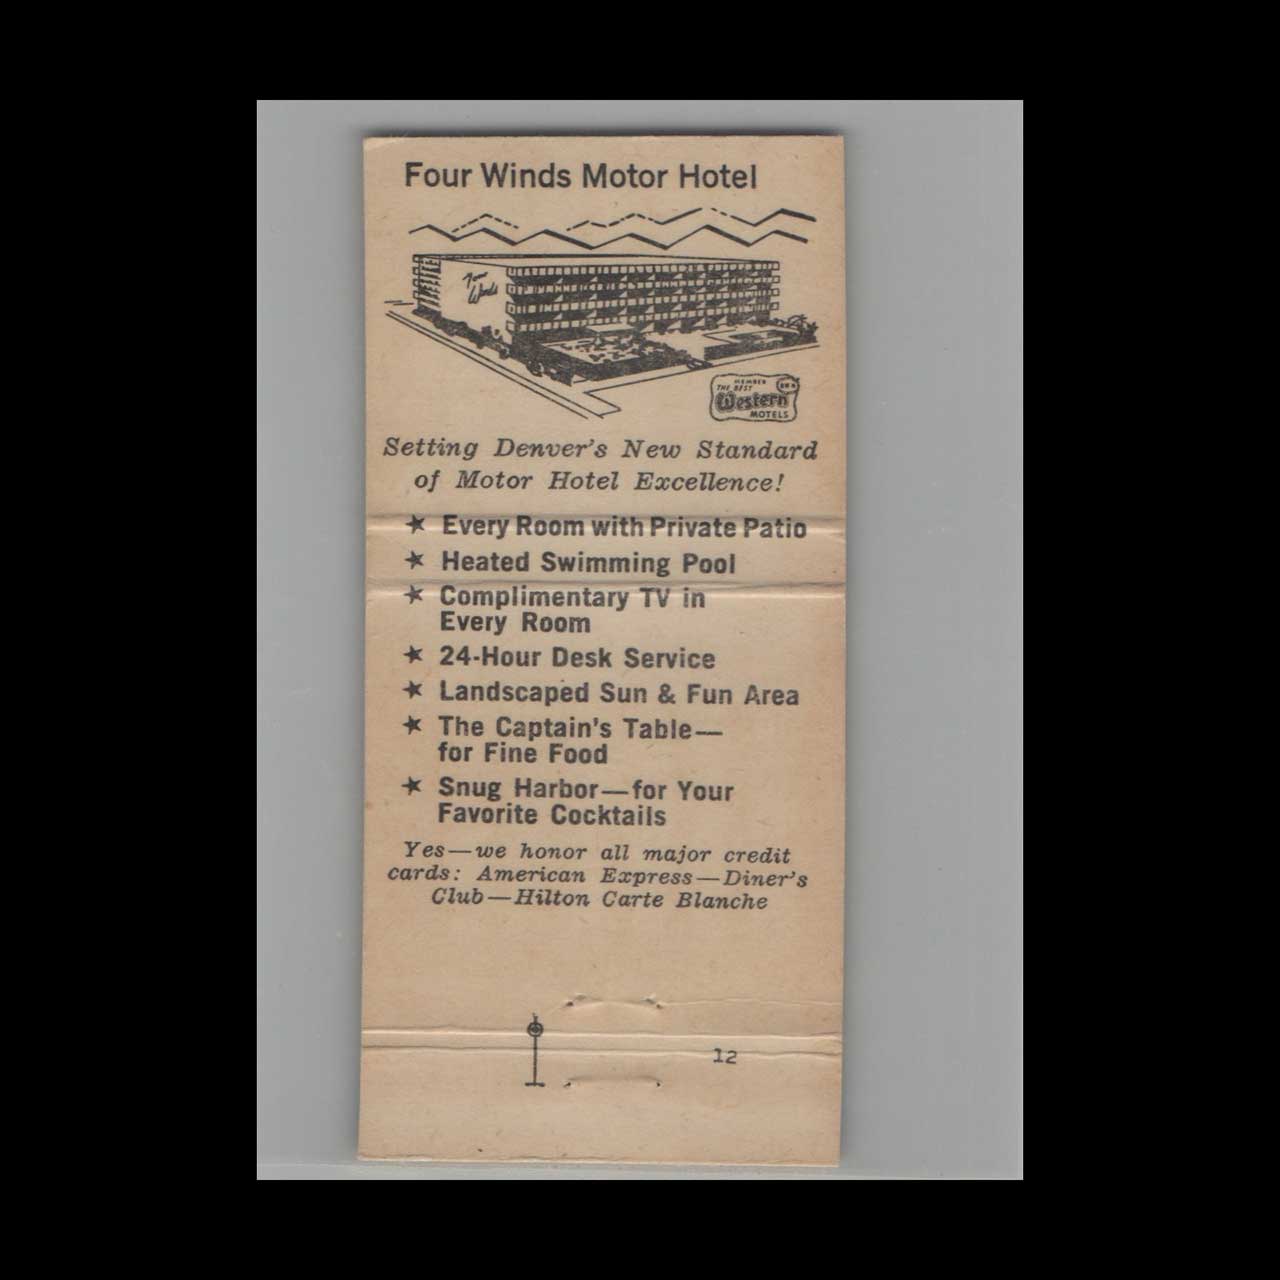 Four Winds Motor Hotel
Four
Winds
MEMBER
THE BEST
Western
MOTELS
Setting Denver's New Standard
of Motor Hotel Excellence!
★ Every Room with Private Patio
★ Heated Swimming Pool
★ Complimentary TV in
Every Room
★ 24-Hour Desk Service
★ Landscaped Sun & Fun Area
★ The Captain's Table—
for Fine Food
★ Snug Harbor—for Your
Favorite Cocktails
Yes—we honor all major credit
cards: American Express—Diner's
Club—Hilton Carte Blanche
12